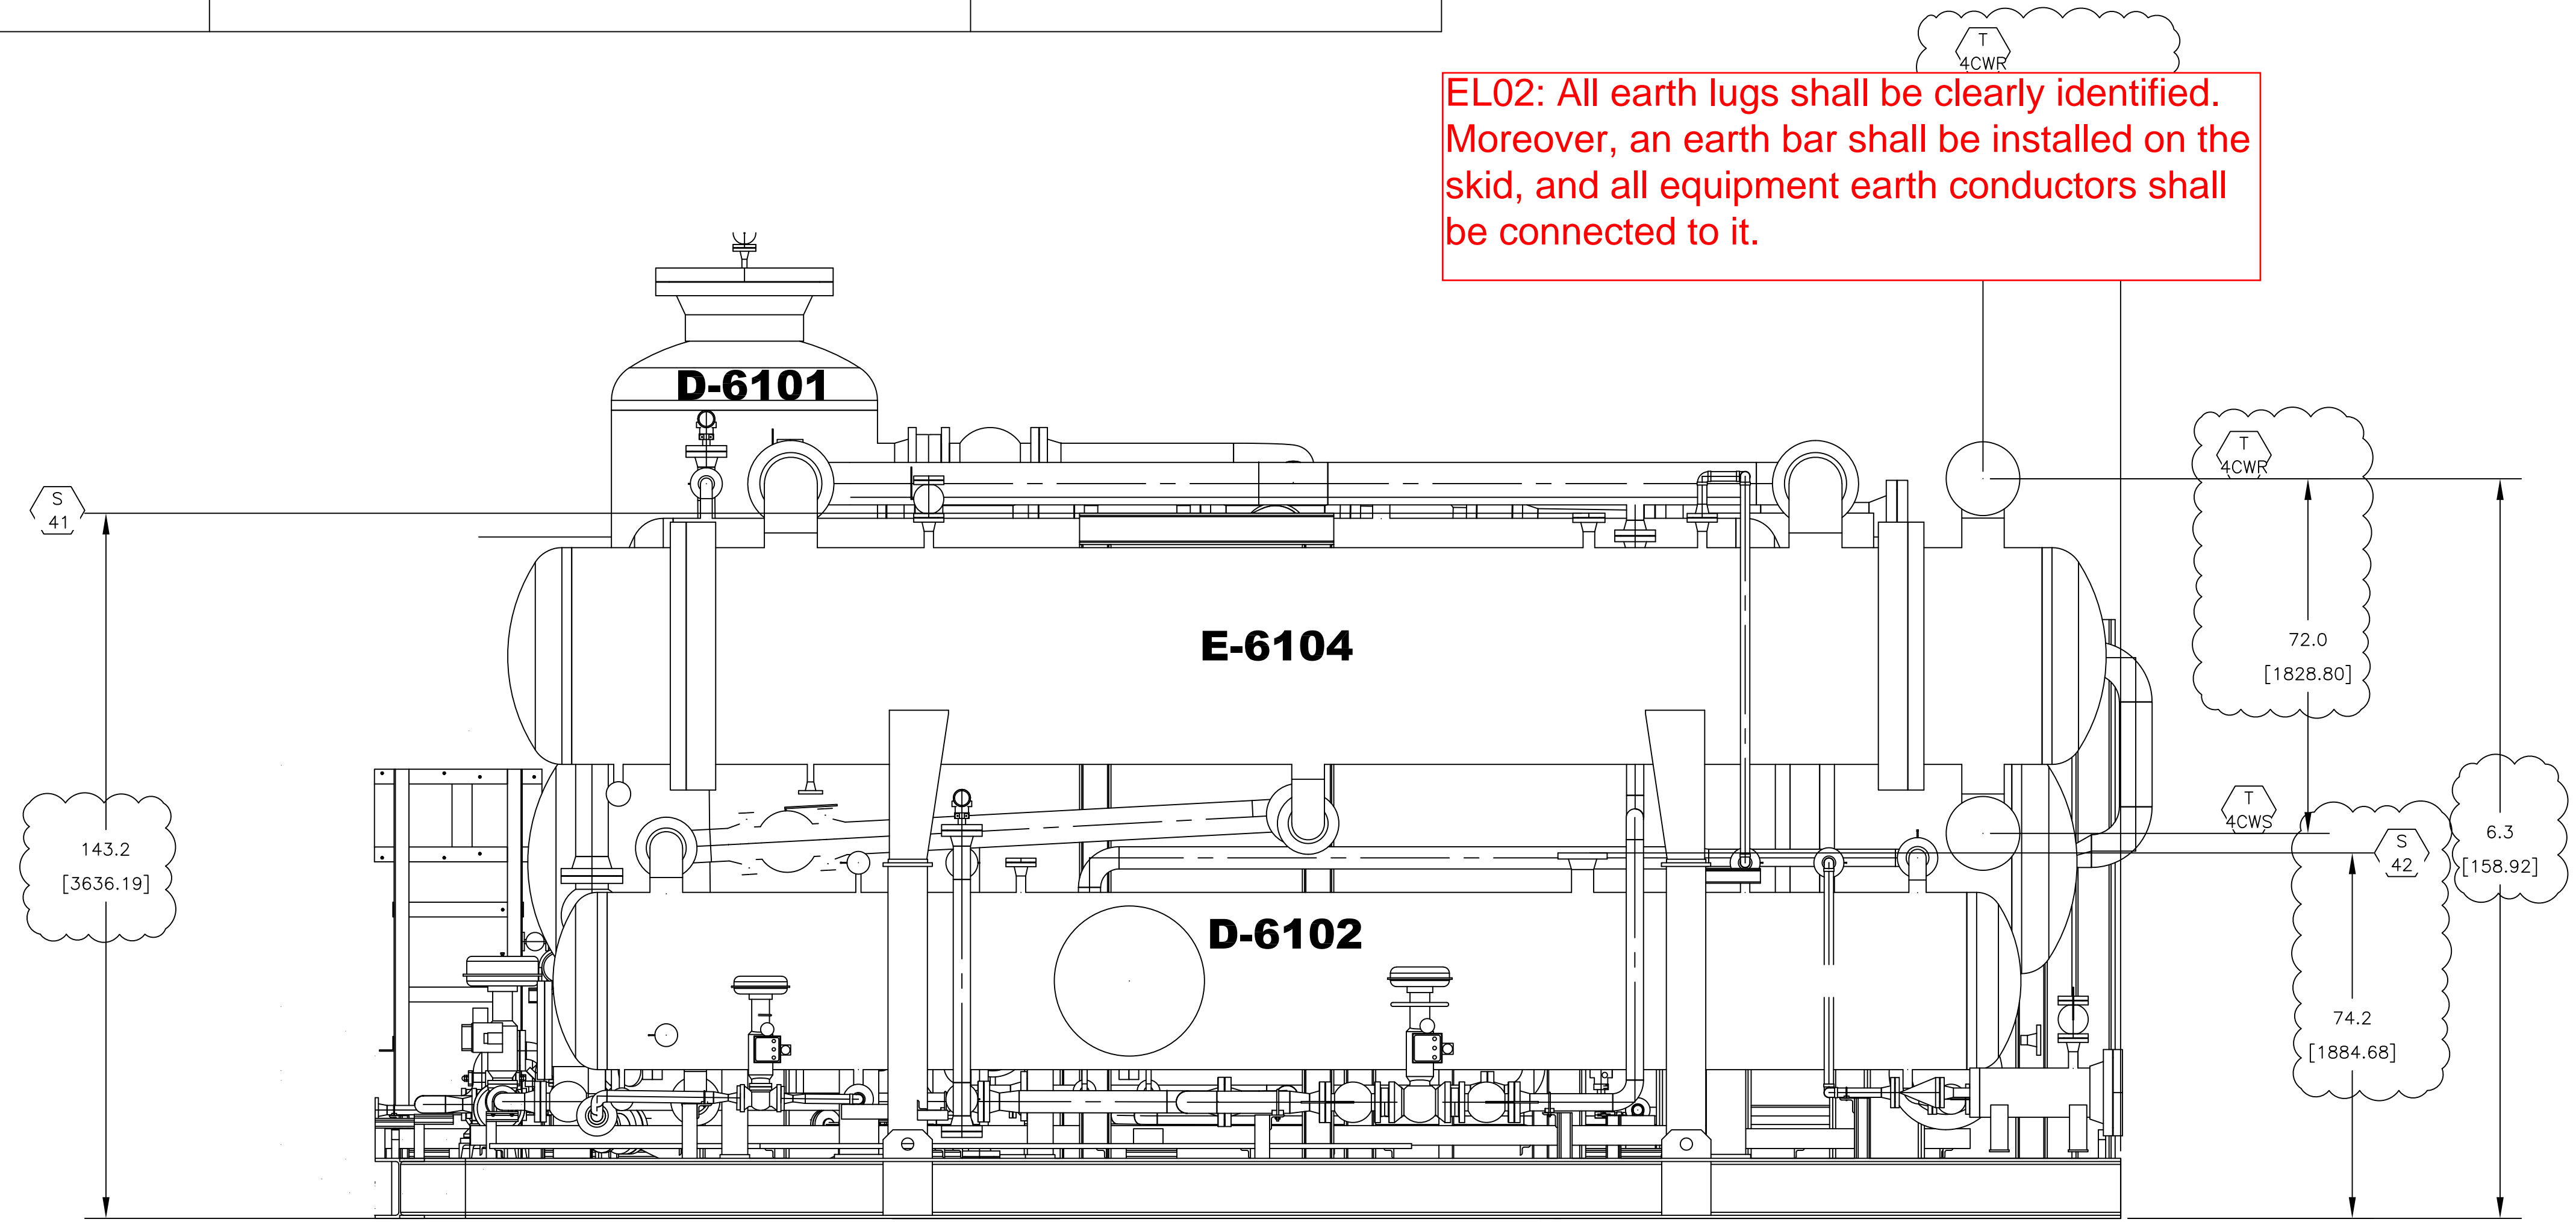 T
4CWR
EL02: All earth lugs shall be clearly identified.
Moreover, an earth bar shall be installed on the
skid, and all equipment earth conductors shall
be connected to it.
D-6101
T
4CWR
S
41
E-6104
72.0
[1828.80]
T
4CWS
S
42
6.3
[158.92]
143.2
[3636.19]
D-6102
74.2
[1884.68]